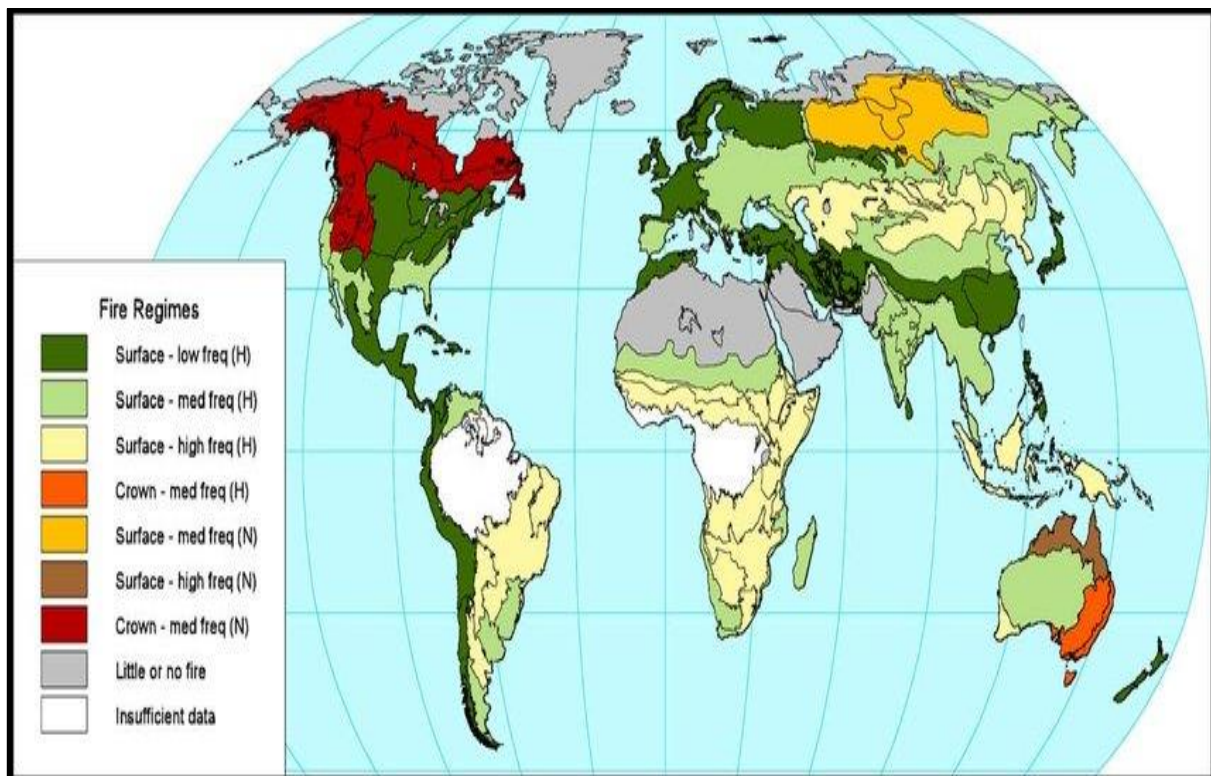 Fire Regimes
Surface - low freq (H)
Surface - med freq (H)
Surface - high freq (H)
Crown - med freq (H)
Surface - med freq (N)
Surface - high freq (N)
Crown - med freq (N)
Little or no fire
Insufficient data